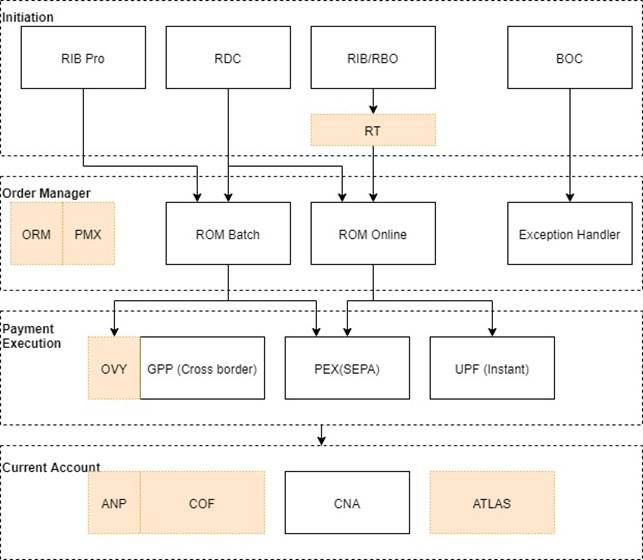 Initiation
RIB Pro
RDC
RIB/RBO
BOC
RT
Order Manager
ORM
PMX
ROM Batch
ROM Online
Exception Handler
Payment
Execution
OVY
GPP (Cross border)
PEX(SEPA)
UPF (Instant)
Current Account
ANP
COF
CNA
ATLAS